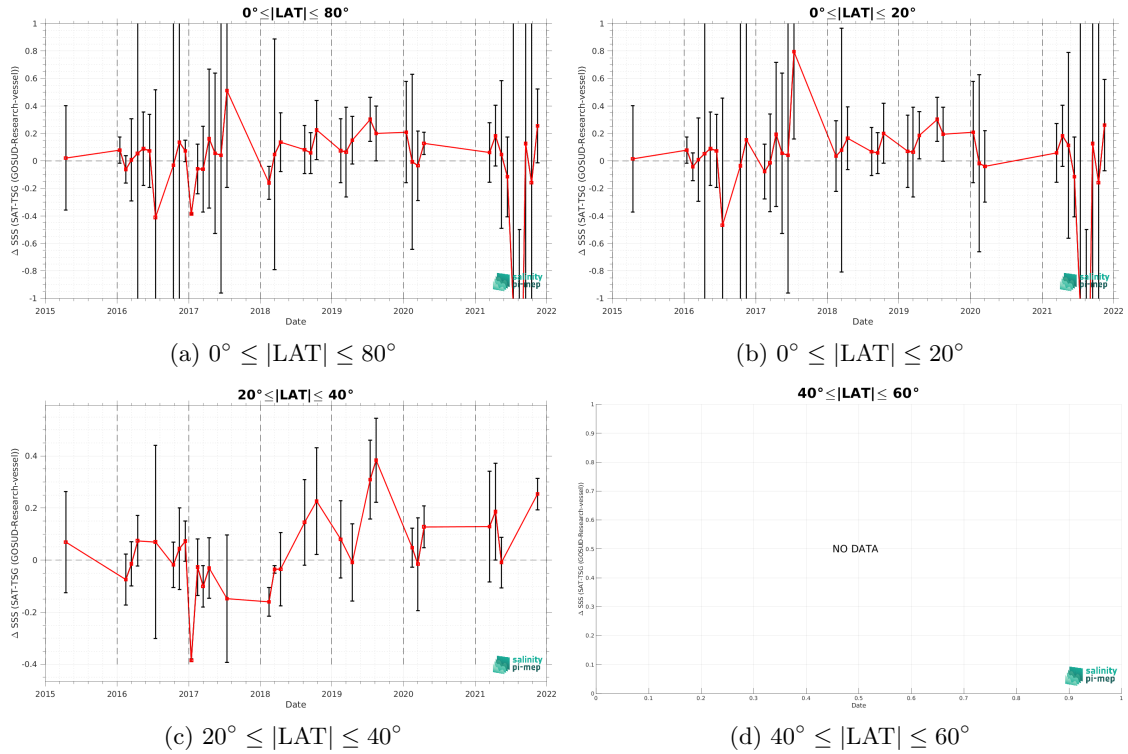 0°≤|LAT|≤ 80°
Δ SSS (SAT-TSG (GOSUD-Research-vessel))
1
0.8
0.6
0.4
0.2
0
-0.2
-0.4
-0.6
-0.8
-1
2015 2016 2017 2018 2019 2020 2021 2022
Date
salinity
pi-mep
(a) 0° ≤ |LAT| ≤ 80°
0°≤|LAT|≤ 20°
Δ SSS (SAT-TSG (GOSUD-Research-vessel))
1
0.8
0.6
0.4
0.2
0
-0.2
-0.4
-0.6
-0.8
-1
2015 2016 2017 2018 2019 2020 2021 2022
Date
salinity
pi-mep
(b) 0° ≤ |LAT| ≤ 20°
20°≤|LAT|≤ 40°
Δ SSS (SAT-TSG (GOSUD-Research-vessel))
0.4
0.2
0
-0.2
-0.4
2015 2016 2017 2018 2019 2020 2021 2022
Date
salinity
pi-mep
(c) 20° ≤ |LAT| ≤ 40°
40°≤|LAT|≤ 60°
Δ SSS (SAT-TSG (GOSUD-Research-vessel))
1
0.9
0.8
0.7
0.6
0.5
0.4
0.3
0.2
0.1
0
NO DATA
0 0.1 0.2 0.3 0.4 0.5 0.6 0.7 0.8 0.9 1
Date
salinity
pi-mep
(d) 40° ≤ |LAT| ≤ 60°